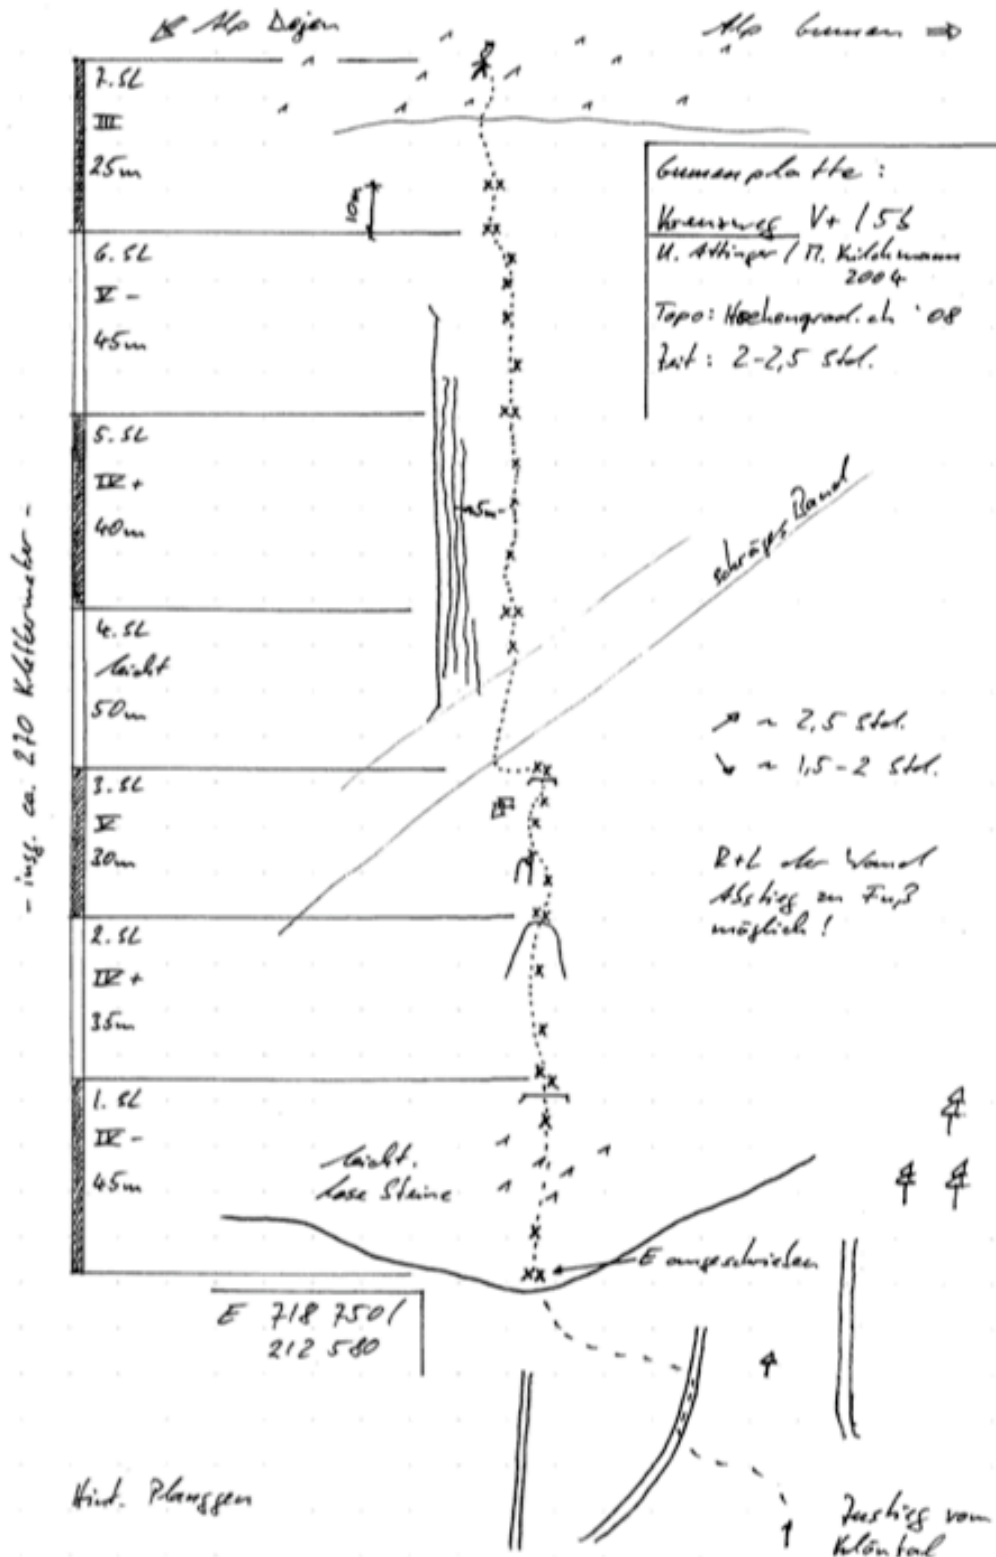 Alp Dejen
Alp Gumen
7. SL
III
25m
10m
6. SL
V -
45m
5. SL
IV +
40m
~5m
4. SL
leicht
50m
3. SL
V
30m
2. SL
IV +
35m
1. SL
IV -
45m
- insg. ca. 270 Klettermeter -
Gumenplatte :
Kreuzweg V+ / 5b
U. Attinger / M. Kilchmann
2004
Topo: Hoehengrad.ch '08
Zeit : 2-2,5 Std.
schräges Band
↗ ~ 2,5 Std.
↘ ~ 1,5 - 2 Std.
R+L der Wand
Abstieg zu Fuß
möglich !
leicht.
lose Steine
E angeschrieben
E 718 750 /
212 580
Hint. Planggen
Zustieg vom
Klöntal